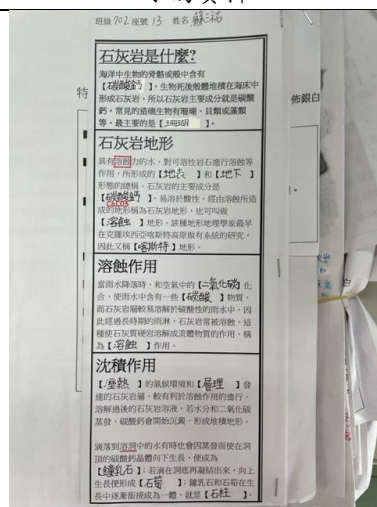 班級 702 座號 13 姓名 蘇
特
佈銀白
石灰岩是什麼?
海洋中生物的骨骼或殼中含有
【碳酸鈣】,生物死後殼體堆積在海床中
形成石灰岩,所以石灰岩主要成分就是碳酸
鈣,常見的造礁生物有珊瑚、貝類或藻類
等,最主要的是【珊瑚】。
石灰岩地形
具有溶蝕力的水,對可溶性岩石進行溶蝕等
作用,所形成的【地表】和【地下】
形態的總稱。石灰岩的主要成分是
【碳酸鈣】,易溶於酸性,經由溶蝕所造
CaCO3
成的地形稱為石灰岩地形,也可叫做
【溶蝕】地形。該種地形地理學家最早
在克羅埃西亞喀斯特高原做有系統的研究,
因此又稱【喀斯特】地形。
溶蝕作用
當雨水降落時,和空氣中的【二氧化碳】化
合,使雨水中含有一些【碳酸】物質,
而石灰岩層較易溶解於碳酸性的雨水中,因
此經過長時期的雨淋,石灰岩常被溶蝕,這
種使石灰質硬岩溶解成流體物質的作用,稱
為【溶蝕】作用。
沈積作用
【溼熱】的氣候環境和【層理】發
達的石灰岩層,較有利於溶蝕作用的進行。
溶解過後的石灰岩溶液,若水分和二氧化碳
蒸發,碳酸鈣會開始沉澱,形成堆積地形。
滴落到溶洞中的水有時也會因蒸發而使在洞
頂的碳酸鈣晶體向下生長,便成為
【鐘乳石】;若滴在洞底再凝結出來,向上
生長便形成【石筍】;鐘乳石和石筍在生
長中逐漸銜接成為一體,就是【石柱】。